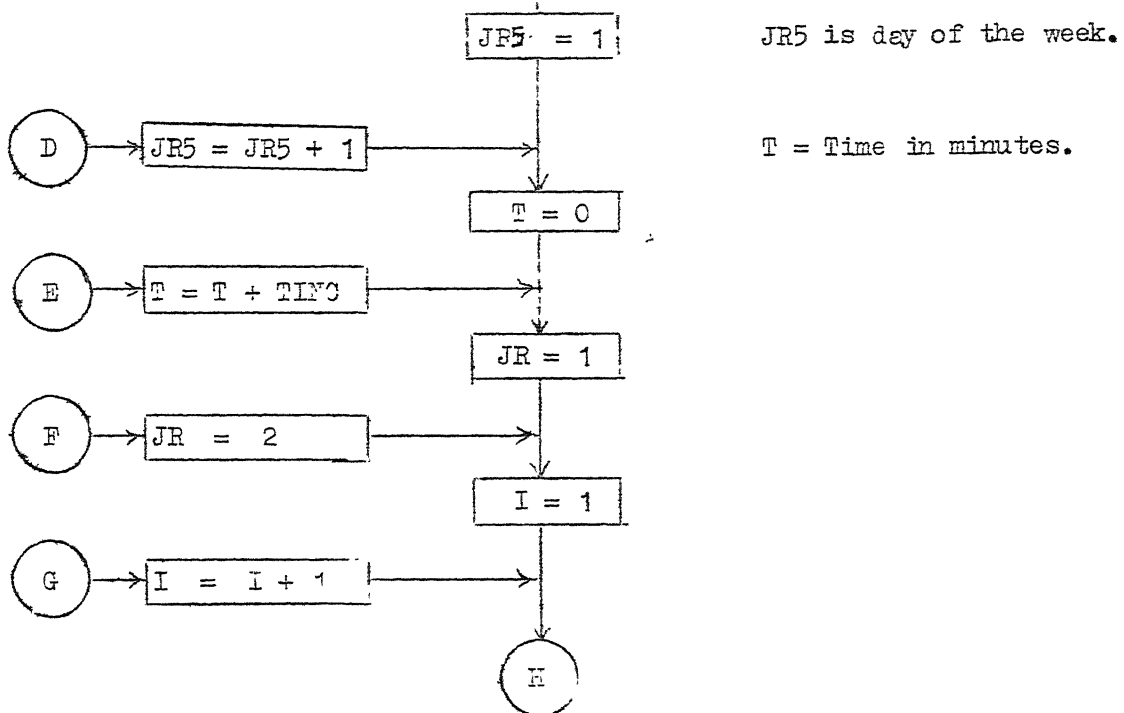 JR5 = 1
JR5 is day of the week.
D
JR5 = JR5 + 1
T = Time in minutes.
T = 0
E
T = T + TINC
JR = 1
F
JR = 2
I = 1
G
I = I + 1
H